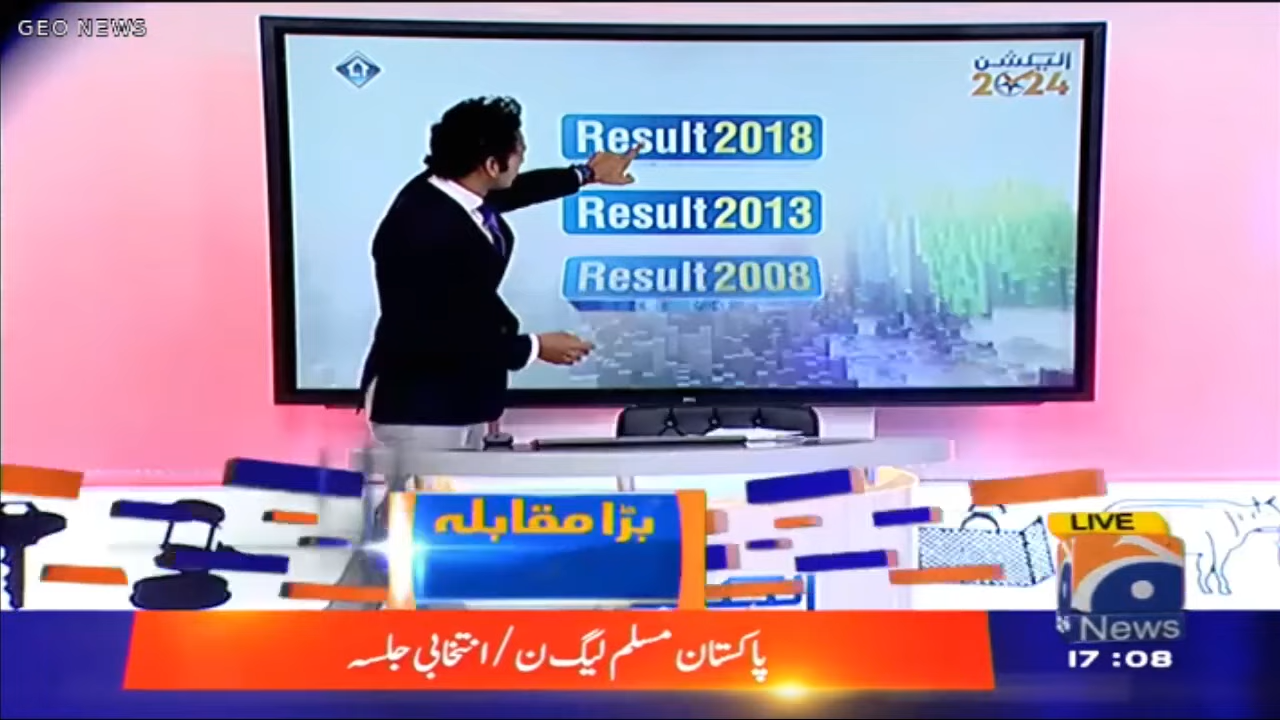 GEO NEWS
الیکشن
2024
Result 2018
Result 2013
Result 2008
بڑا مقابلہ
LIVE
پاکستان مسلم لیگ ن / انتخابی جلسہ
News
17:08